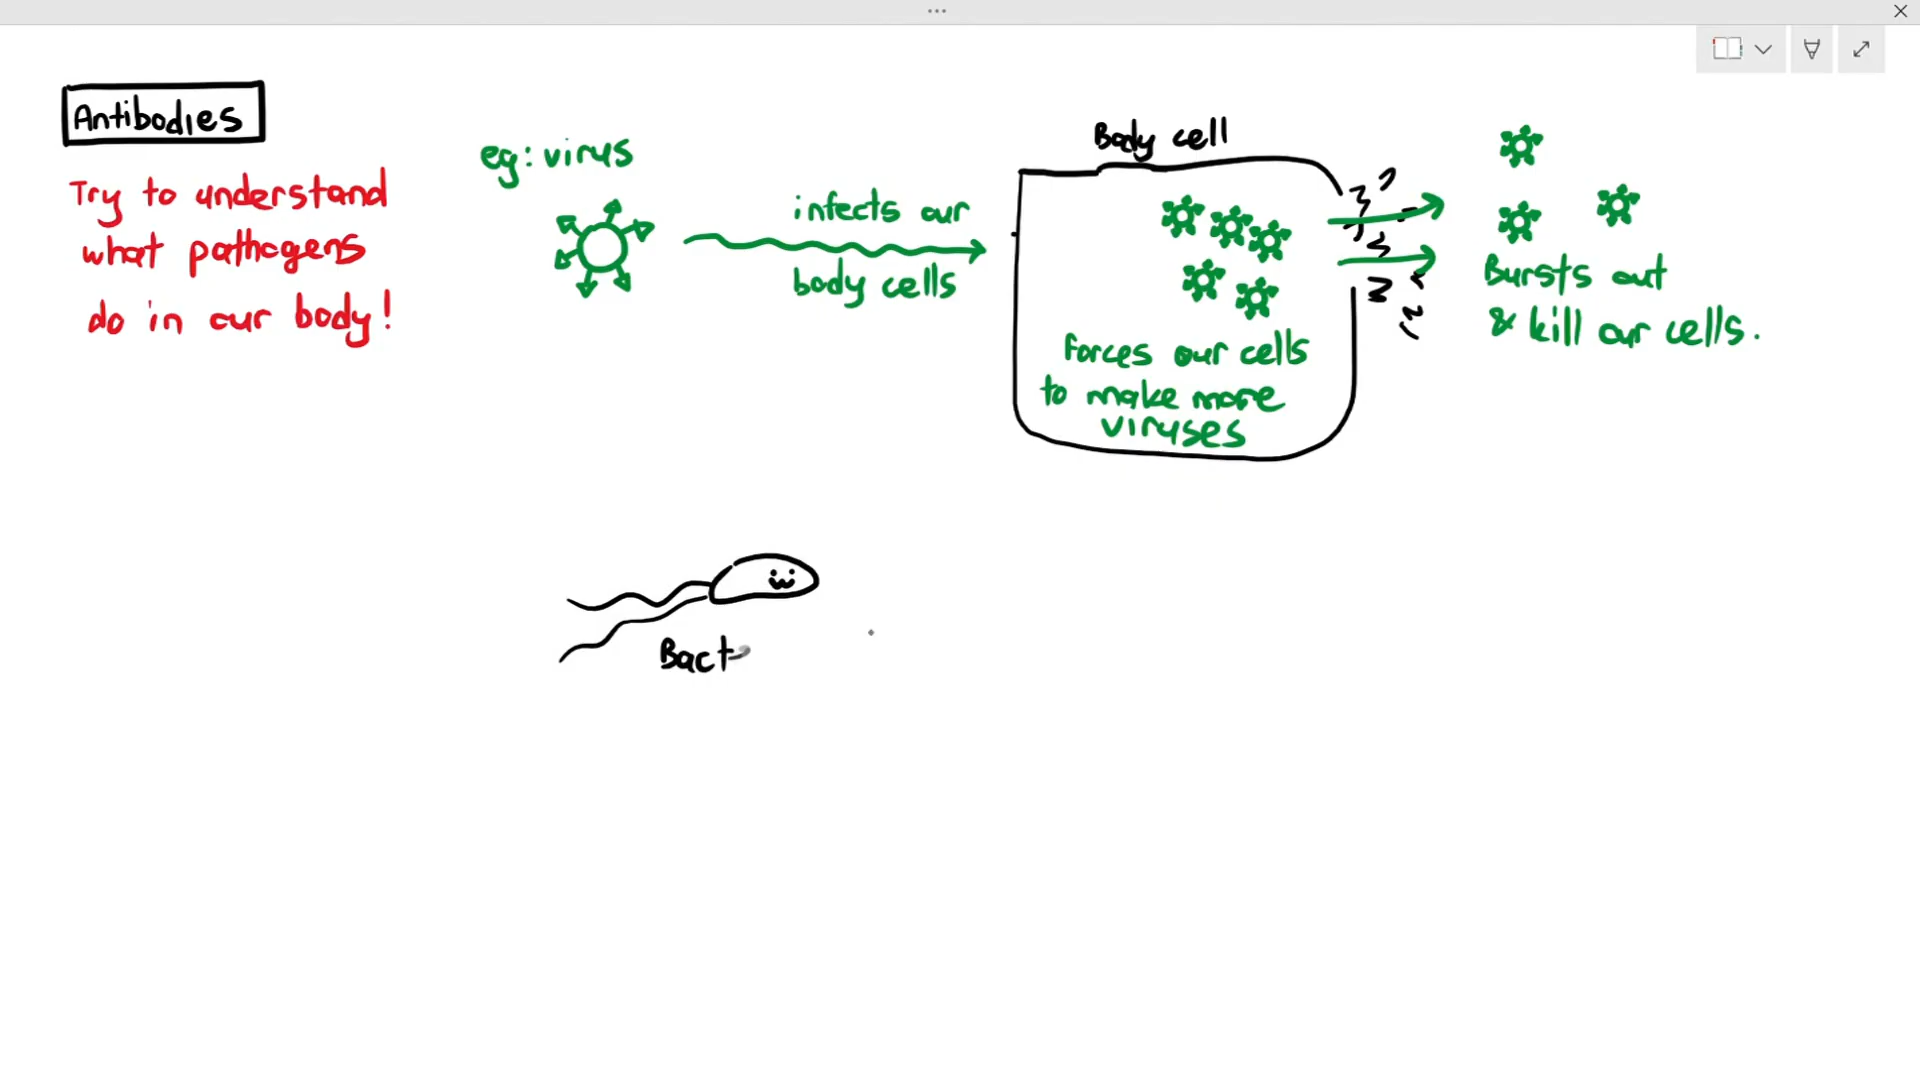 Antibodies
Try to understand
what pathogens
do in our body!
eg: virus
infects our
body cells
Body cell
Forces our cells
to make more
viruses
Bursts out
& kill our cells.
Bact